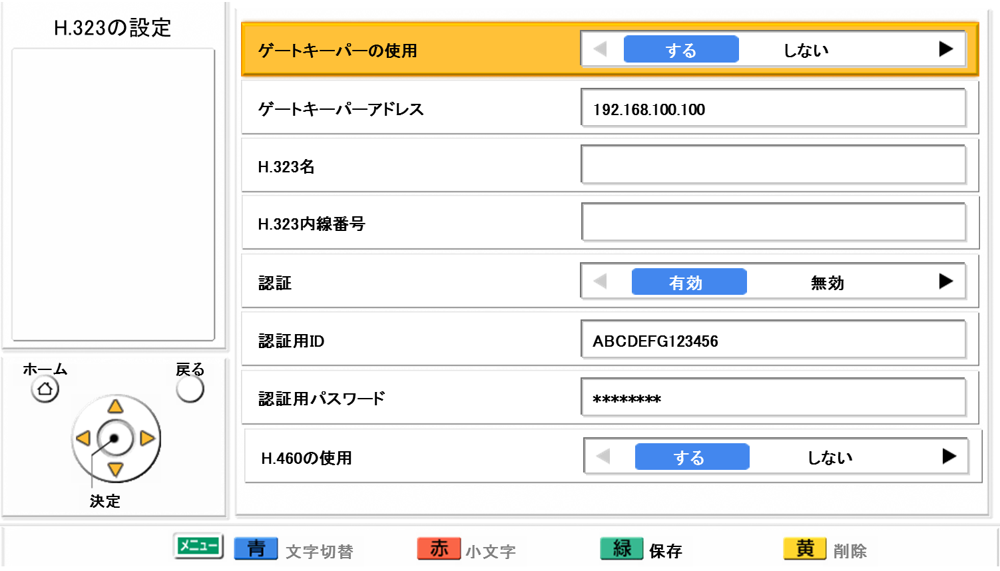 H.323の設定
ゲートキーパーの使用
する
しない
ゲートキーパーアドレス
192.168.100.100
H.323名
H.323内線番号
認証
有効
無効
認証用ID
ABCDEFG123456
認証用パスワード
********
H.460の使用
する
しない
ホーム
戻る
決定
メニュー
青 文字切替
赤 小文字
緑 保存
黄 削除